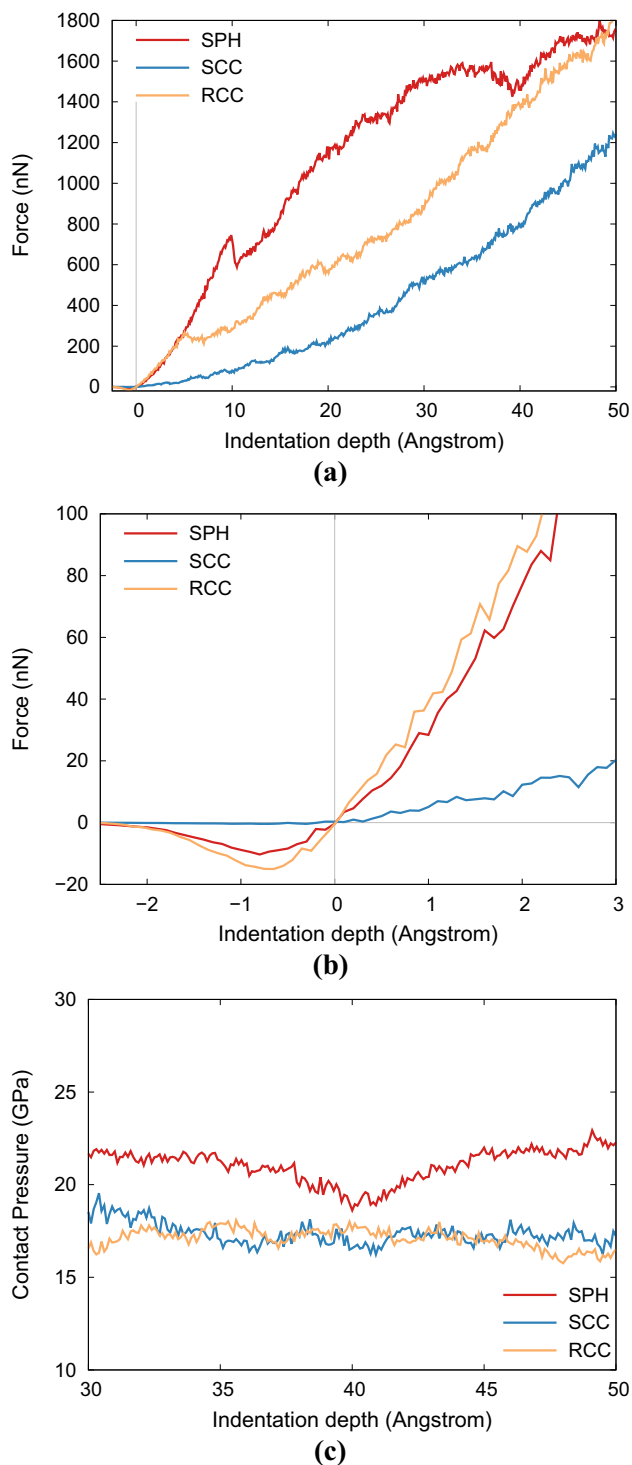 1800
1600
1400
1200
1000
800
600
400
200
0
Force (nN)
SPH
SCC
RCC
0 10 20 30 40 50
Indentation depth (Angstrom)
(a)
100
80
60
40
20
0
−20
Force (nN)
SPH
SCC
RCC
−2 −1 0 1 2 3
Indentation depth (Angstrom)
(b)
30
25
20
15
10
Contact Pressure (GPa)
SPH
SCC
RCC
30 35 40 45 50
Indentation depth (Angstrom)
(c)